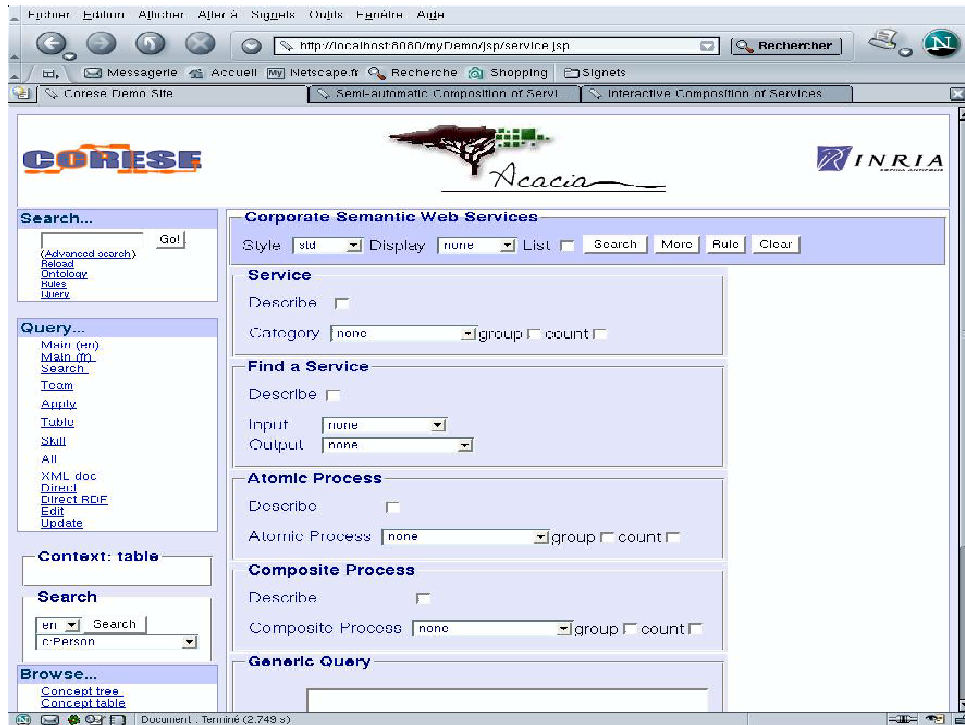 Fichier Edition Afficher Aller à Signets Outils Fenêtre Aide
http://localhost:8080/myDemo/jsp/service.jsp Rechercher N
Messagerie Accueil My Netscape.fr Recherche Shopping Signets
Corese Demo Site Semi-automatic Composition of Servi Interactive Composition of Services
CORESE Acacia INRIA
SOPHIA ANTIPOLIS
Search...
Go!
(Advanced search)
Reload
Ontology
Rules
Query
Query...
Main (en)
Main (fr)
Search
Team
Apply
Table
Skill
All
XML doc
Direct
Direct RDF
Edit
Update
Context: table
Search
en Search
c:Person
Browse...
Concept tree
Concept table
Corporate Semantic Web Services
Style std Display none List Search More Rule Clear
Service
Describe
Category none group count
Find a Service
Describe
Input none
Output none
Atomic Process
Describe
Atomic Process none group count
Composite Process
Describe
Composite Process none group count
Generic Query
Document : Terminé (2.749 s)